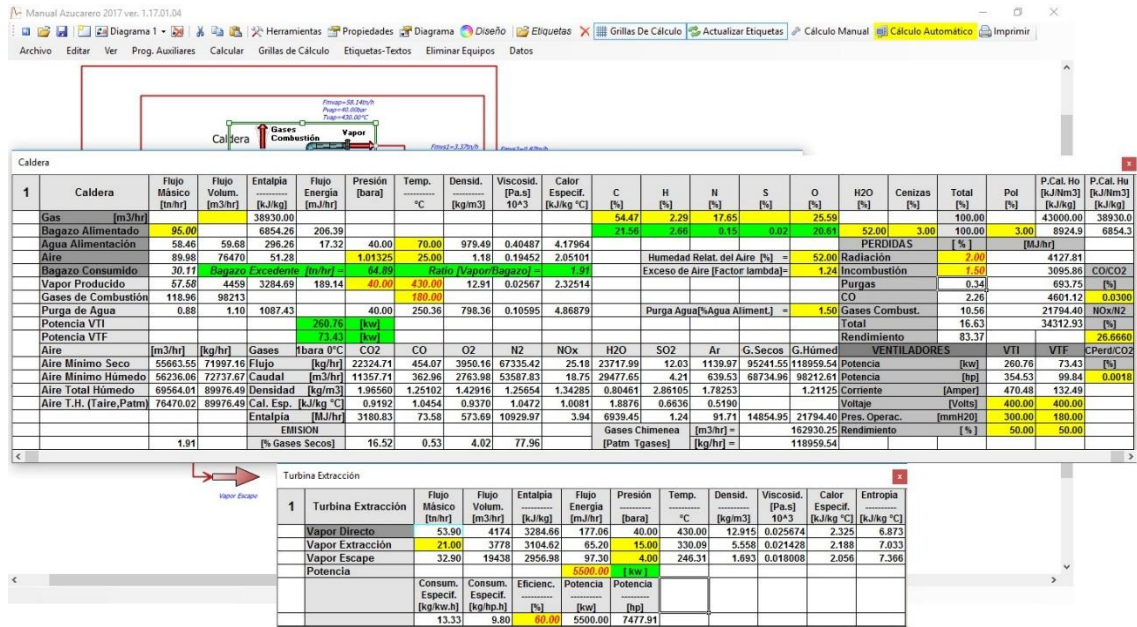 Manual Azucarero 2017 ver. 1.17.01.04
Diagrama 1 Herramientas Propiedades Diagrama Diseño Etiquetas Grillas De Cálculo Actualizar Etiquetas Cálculo Manual Cálculo Automático Imprimir
Archivo Editar Ver Prog. Auxiliares Calcular Grillas de Cálculo Etiquetas-Textos Eliminar Equipos Datos
Fmvap=58.14tn/h
Pvap=40.00bar
Tvap=430.00°C
Caldera
Gases Combustión
Vapor
Caldera
1 Caldera Flujo Másico [tn/hr] Flujo Volum. [m3/hr] Entalpia [kJ/kg] Flujo Energia [mJ/hr] Presión [bara] Temp. °C Densid. [kg/m3] Viscosid. [Pa.s] 10^3 Calor Especif. [kJ/kg °C] C [%] H [%] N [%] S [%] O [%] H2O [%] Cenizas [%] Total [%] Pol [%] P.Cal. Ho [kJ/Nm3] [kJ/kg] P.Cal. Hu [kJ/Nm3] [kJ/kg]
Gas [m3/hr] 38930.00 54.47 2.29 17.65 25.59 100.00 43000.00 38930.0
Bagazo Alimentado 95.00 6854.26 206.39 21.56 2.66 0.15 0.02 20.61 52.00 3.00 100.00 3.00 8924.9 6854.3
Agua Alimentación 58.46 59.68 296.26 17.32 40.00 70.00 979.49 0.40487 4.17964 PERDIDAS [ % ] [MJ/hr]
Aire 89.98 76470 51.28 1.01325 25.00 1.18 0.19452 2.05101 Humedad Relat. del Aire [%] = 52.00 Radiación 2.00 4127.81
Bagazo Consumido 30.11 Bagazo Excedente [tn/hr] = 64.89 Ratio [Vapor/Bagazo] = 1.91 Exceso de Aire [Factor lambda]= 1.24 Incombustión 1.50 3095.86 CO/CO2
Vapor Producido 57.58 4459 3284.69 189.14 40.00 430.00 12.91 0.02567 2.32514 Purgas 0.34 693.75 [%]
Gases de Combustión 118.96 98213 180.00 CO 2.26 4601.12 0.0300
Purga de Agua 0.88 1.10 1087.43 40.00 250.36 798.36 0.10595 4.86879 Purga Agua[%Agua Aliment.] = 1.50 Gases Combust. 10.56 21794.40 NOx/N2
Potencia VTI 260.76 [kw] Total 16.63 34312.93 [%]
Potencia VTF 73.43 [kw] Rendimiento 83.37 26.6660
Aire [m3/hr] [kg/hr] Gases 1bara 0°C CO2 CO O2 N2 NOx H2O SO2 Ar G.Secos G.Húmed VENTILADORES VTI VTF CPerd/CO2
Aire Mínimo Seco 55663.55 71997.16 Flujo [kg/hr] 22324.71 454.07 3950.16 67335.42 25.18 23717.99 12.03 1139.97 95241.55 118959.54 Potencia [kw] 260.76 73.43 [%]
Aire Mínimo Húmedo 56236.06 72737.67 Caudal [m3/hr] 11357.71 362.96 2763.98 53587.83 18.75 29477.65 4.21 639.53 68734.96 98212.61 Potencia [hp] 354.53 99.84 0.0018
Aire Total Húmedo 69564.01 89976.49 Densidad [kg/m3] 1.96560 1.25102 1.42916 1.25654 1.34285 0.80461 2.86105 1.78253 1.21125 Corriente [Amper] 470.48 132.49
Aire T.H. (Taire,Patm) 76470.02 89976.49 Cal. Esp. [kJ/kg °C] 0.9192 1.0454 0.9370 1.0472 1.0081 1.8876 0.6636 0.5190 Voltaje [Volts] 400.00 400.00
Entalpia [MJ/hr] 3180.83 73.58 573.69 10929.97 3.94 6939.45 1.24 91.71 14854.95 21794.40 Pres. Operac. [mmH20] 300.00 180.00
EMISION Gases Chimenea [m3/hr] = 162930.25 Rendimiento [ % ] 50.00 50.00
1.91 [% Gases Secos] 16.52 0.53 4.02 77.96 [Patm Tgases] [kg/hr] = 118959.54
Vapor Escape
Turbina Extracción
1 Turbina Extracción Flujo Másico [tn/hr] Flujo Volum. [m3/hr] Entalpia [kJ/kg] Flujo Energia [mJ/hr] Presión [bara] Temp. °C Densid. [kg/m3] Viscosid. [Pa.s] 10^3 Calor Especif. [kJ/kg °C] Entropia [kJ/kg °C]
Vapor Directo 53.90 4174 3284.66 177.06 40.00 430.00 12.915 0.025674 2.325 6.873
Vapor Extracción 21.00 3778 3104.62 65.20 15.00 330.09 5.558 0.021428 2.188 7.033
Vapor Escape 32.90 19438 2956.98 97.30 4.00 246.31 1.693 0.018008 2.056 7.366
Potencia 5500.00 [ kw ]
Consum. Especif. [kg/kw.h] Consum. Especif. [kg/hp.h] Eficienc. [%] Potencia [kw] Potencia [hp]
13.33 9.80 60.00 5500.00 7477.91